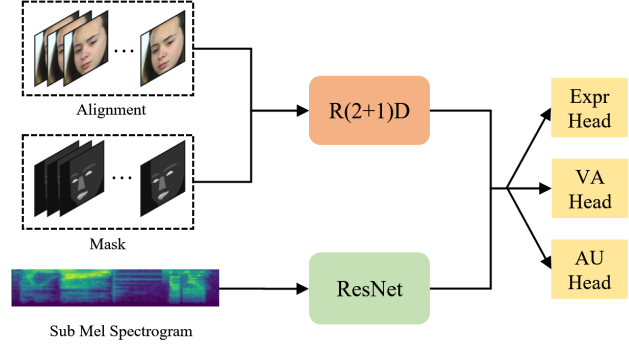 Alignment
R(2+1)D
Mask
Sub Mel Spectrogram
ResNet
Expr
Head
VA
Head
AU
Head